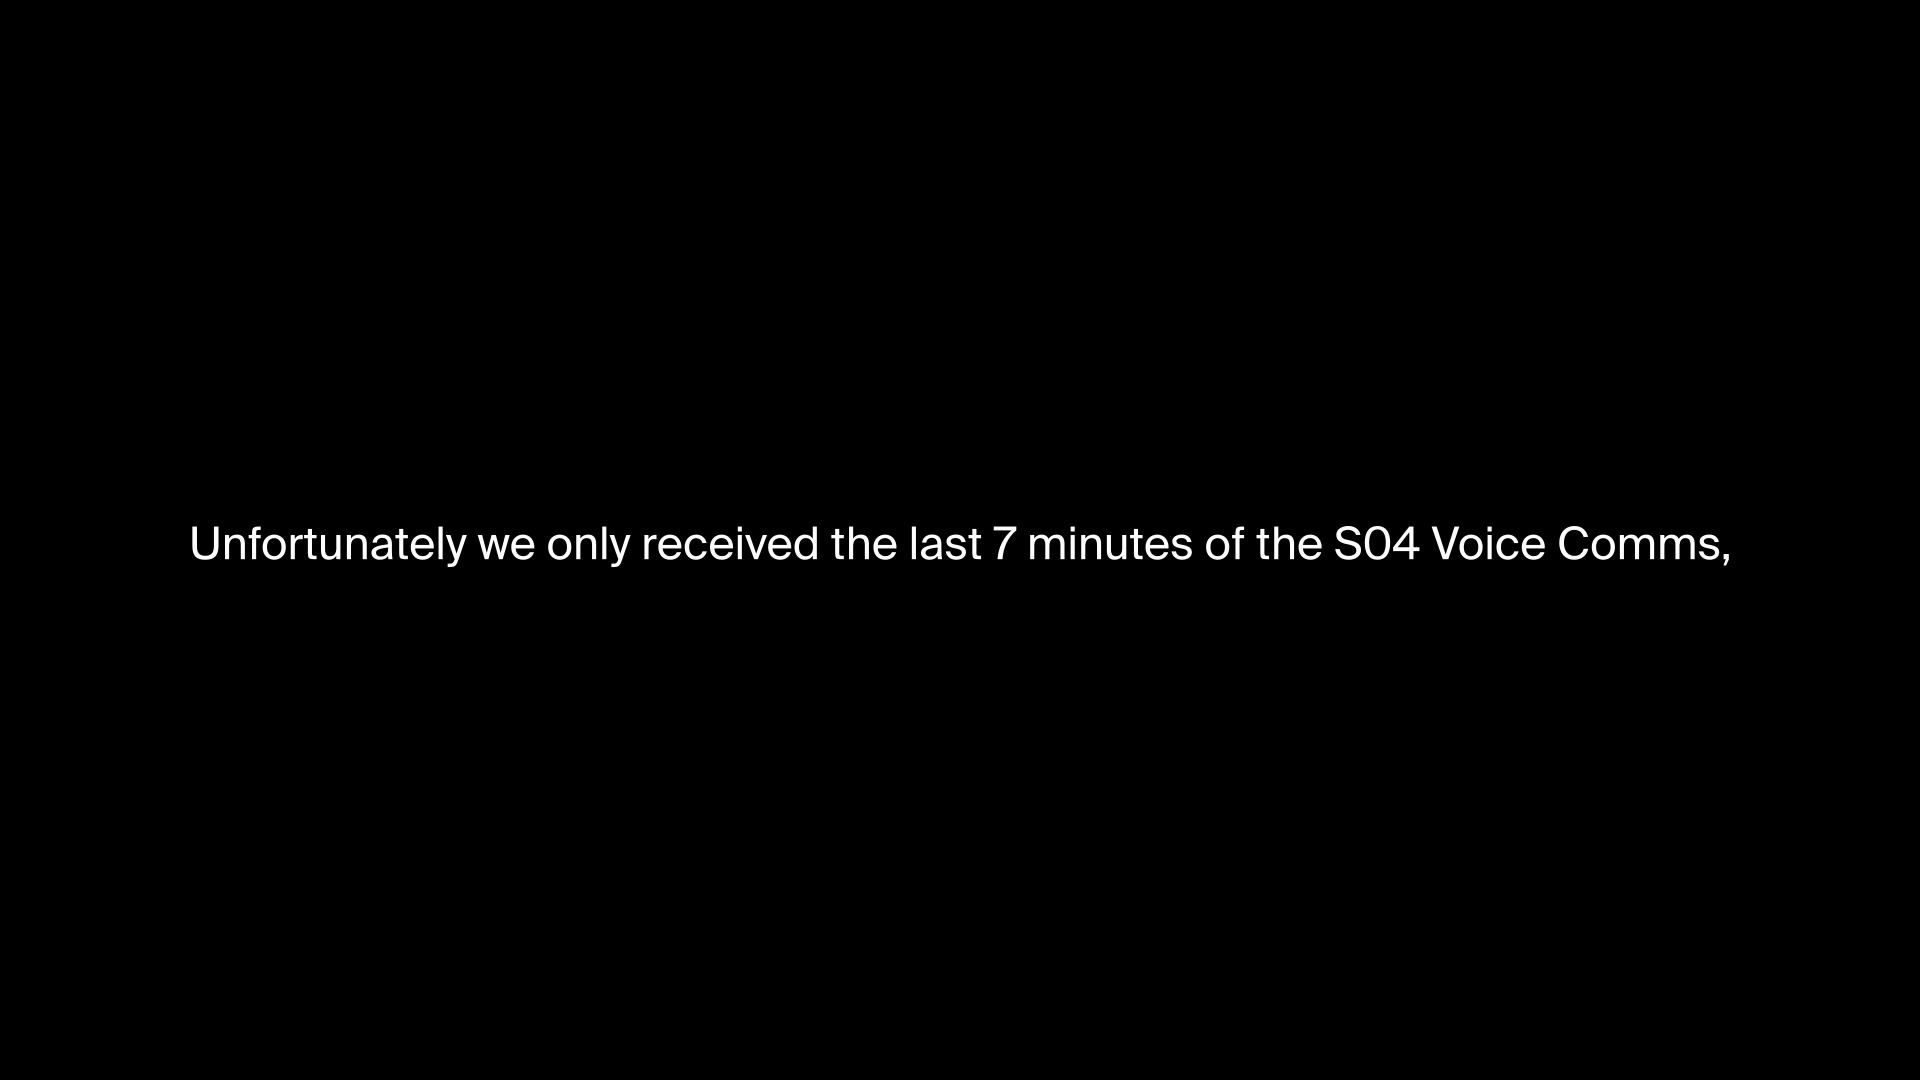 Unfortunately we only received the last 7 minutes of the S04 Voice Comms,